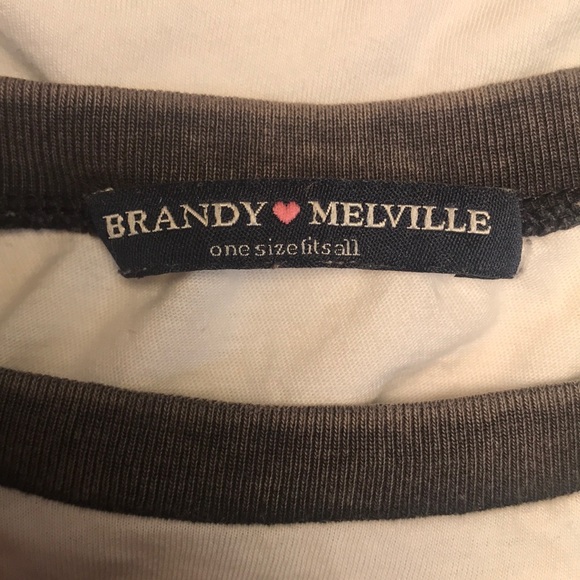 BRANDY ♥ MELVILLE
one size fits all